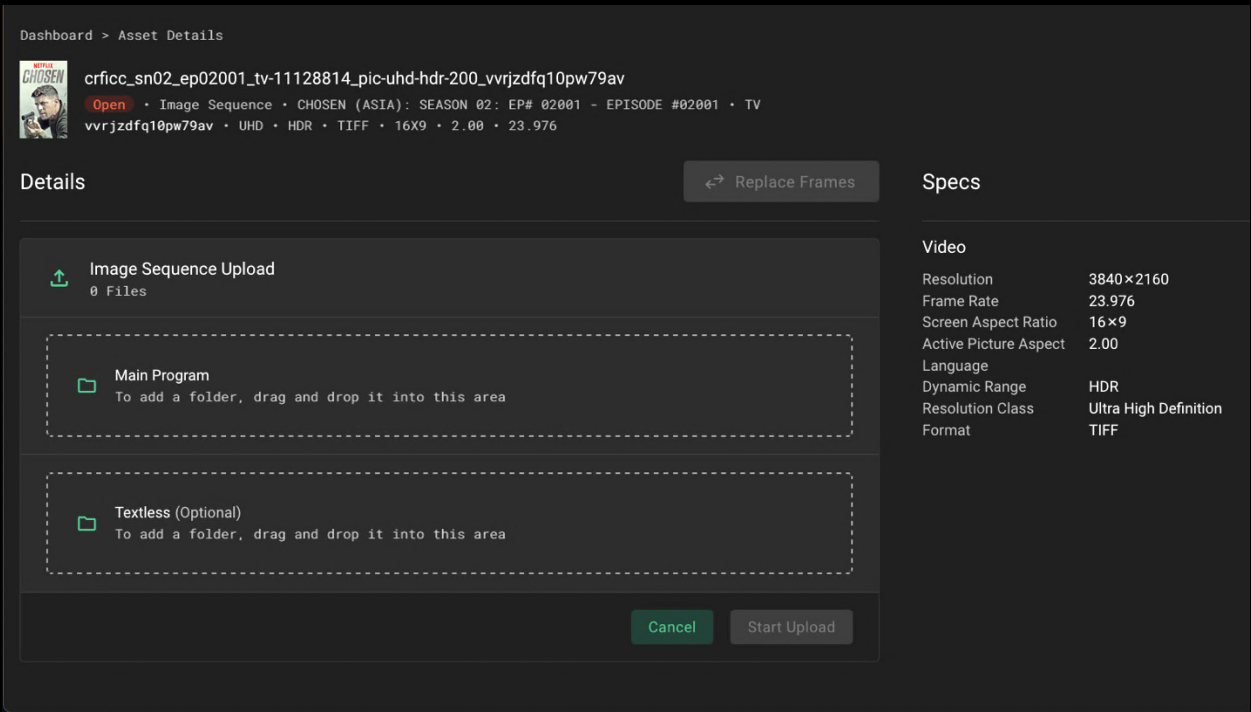 Dashboard > Asset Details
NETFLIX
CHOSEN
crficc_sn02_ep02001_tv-11128814_pic-uhd-hdr-200_vvrjzdfq10pw79av
Open • Image Sequence • CHOSEN (ASIA): SEASON 02: EP# 02001 - EPISODE #02001 • TV
vvrjzdfq10pw79av • UHD • HDR • TIFF • 16X9 • 2.00 • 23.976
Details
Replace Frames
Image Sequence Upload
0 Files
Main Program
To add a folder, drag and drop it into this area
Textless (Optional)
To add a folder, drag and drop it into this area
Cancel
Start Upload
Specs
Video
Resolution 3840×2160
Frame Rate 23.976
Screen Aspect Ratio 16×9
Active Picture Aspect 2.00
Language
Dynamic Range HDR
Resolution Class Ultra High Definition
Format TIFF